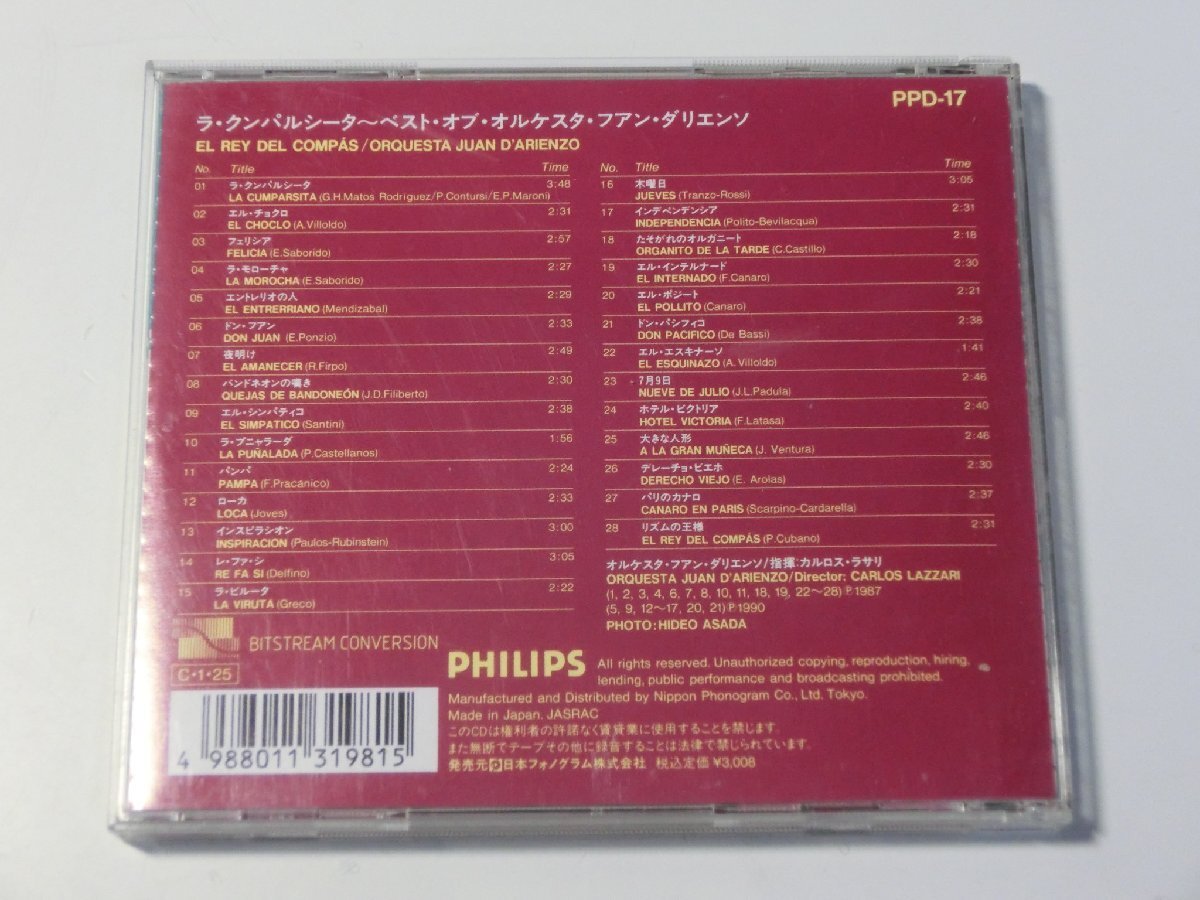 PPD-17
ラ・クンパルシータ〜ベスト・オブ・オルケスタ・フアン・ダリエンソ
EL REY DEL COMPÁS/ORQUESTA JUAN D'ARIENZO
No. Title Time
01 ラ・クンパルシータ 3:48
LA CUMPARSITA (G.H.Matos Rodríguez/P.Contursi/E.P.Maroni)
02 エル・チョクロ 2:31
EL CHOCLO (A.Villoldo)
03 フェリシア 2:57
FELICIA (E.Saborido)
04 ラ・モローチャ 2:27
LA MOROCHA (E.Saborido)
05 エントレリオの人 2:29
EL ENTRERRIANO (Mendizabal)
06 ドン・フアン 2:33
DON JUAN (E.Ponzio)
07 夜明け 2:49
EL AMANECER (R.Firpo)
08 バンドネオンの嘆き 2:30
QUEJAS DE BANDONEÓN (J.D.Filiberto)
09 エル・シンパティコ 2:38
EL SIMPATICO (Santini)
10 ラ・プニャラーダ 1:56
LA PUÑALADA (P.Castellanos)
11 パンパ 2:24
PAMPA (F.Pracánico)
12 ローカ 2:33
LOCA (Joves)
13 インスピラシオン 3:00
INSPIRACION (Paulos-Rubinstein)
14 レ・ファ・シ 3:05
RE FA SI (Delfino)
15 ラ・ビルータ 2:22
LA VIRUTA (Greco)
No. Title Time
16 木曜日 3:05
JUEVES (Tranzo-Rossi)
17 インデペンデンシア 2:31
INDEPENDENCIA (Polito-Bevilacqua)
18 たそがれのオルガニート 2:18
ORGANITO DE LA TARDE (C.Castillo)
19 エル・インテルナード 2:30
EL INTERNADO (F.Canaro)
20 エル・ポジート 2:21
EL POLLITO (Canaro)
21 ドン・パシフィコ 2:38
DON PACIFICO (De Bassi)
22 エル・エスキナーソ 1:41
EL ESQUINAZO (A. Villoldo)
23 7月9日 2:46
NUEVE DE JULIO (J.L.Padula)
24 ホテル・ビクトリア 2:40
HOTEL VICTORIA (F.Latasa)
25 大きな人形 2:46
A LA GRAN MUÑECA (J. Ventura)
26 デレーチョ・ビエホ 2:30
DERECHO VIEJO (E. Arolas)
27 パリのカナロ 2:37
CANARO EN PARIS (Scarpino-Cardarella)
28 リズムの王様 2:31
EL REY DEL COMPÁS (P.Cubano)
オルケスタ・フアン・ダリエンソ/指揮:カルロス・ラサリ
ORQUESTA JUAN D'ARIENZO/Director: CARLOS LAZZARI
(1, 2, 3, 4, 6, 7, 8, 10, 11, 18, 19, 22〜28) ℗ 1987
(5, 9, 12〜17, 20, 21) ℗ 1990
PHOTO:HIDEO ASADA
BITSTREAM CONVERSION
C・1・25
PHILIPS
All rights reserved. Unauthorized copying, reproduction, hiring,
lending, public performance and broadcasting prohibited.
Manufactured and Distributed by Nippon Phonogram Co., Ltd. Tokyo.
Made in Japan. JASRAC
このCDは権利者の許諾なく賃貸業に使用することを禁じます.
また無断でテープその他に録音することは法律で禁じられています.
発売元 日本フォノグラム株式会社 税込定価 ¥3,008
4 988011 319815